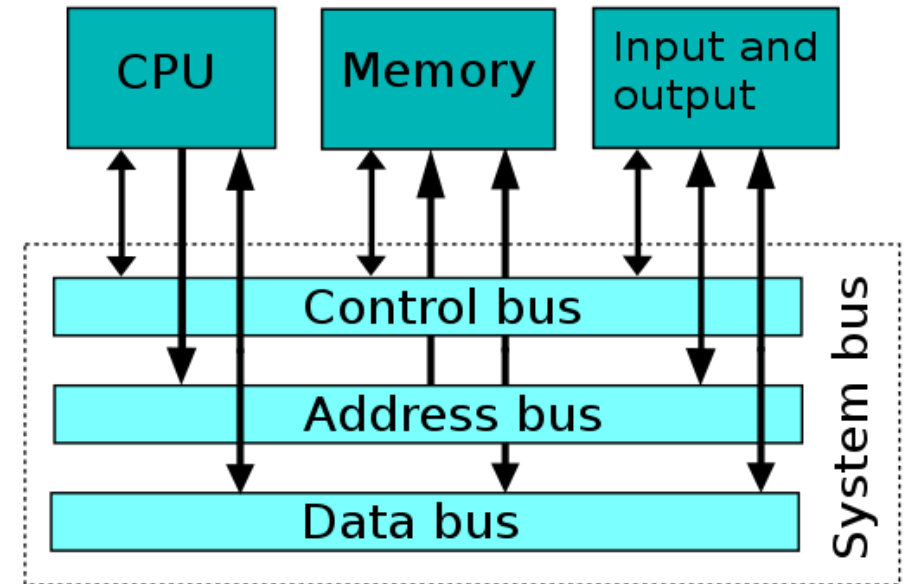 CPU
Memory
Input and
output
Control bus
Address bus
Data bus
System bus